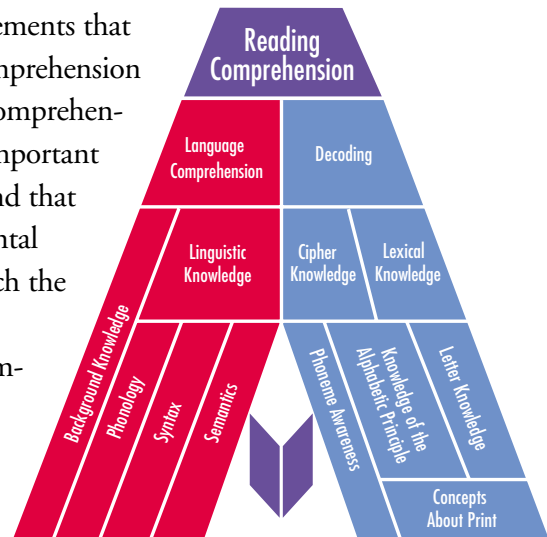 ements that
mprehension
omprehen-
mportant
nd that
ntal
ch the
m-
Reading
Comprehension
Language
Comprehension
Decoding
Linguistic
Knowledge
Cipher
Knowledge
Lexical
Knowledge
Background Knowledge
Phonology
Syntax
Semantics
Phoneme Awareness
Knowledge of the
Alphabetic Principle
Letter Knowledge
Concepts
About Print